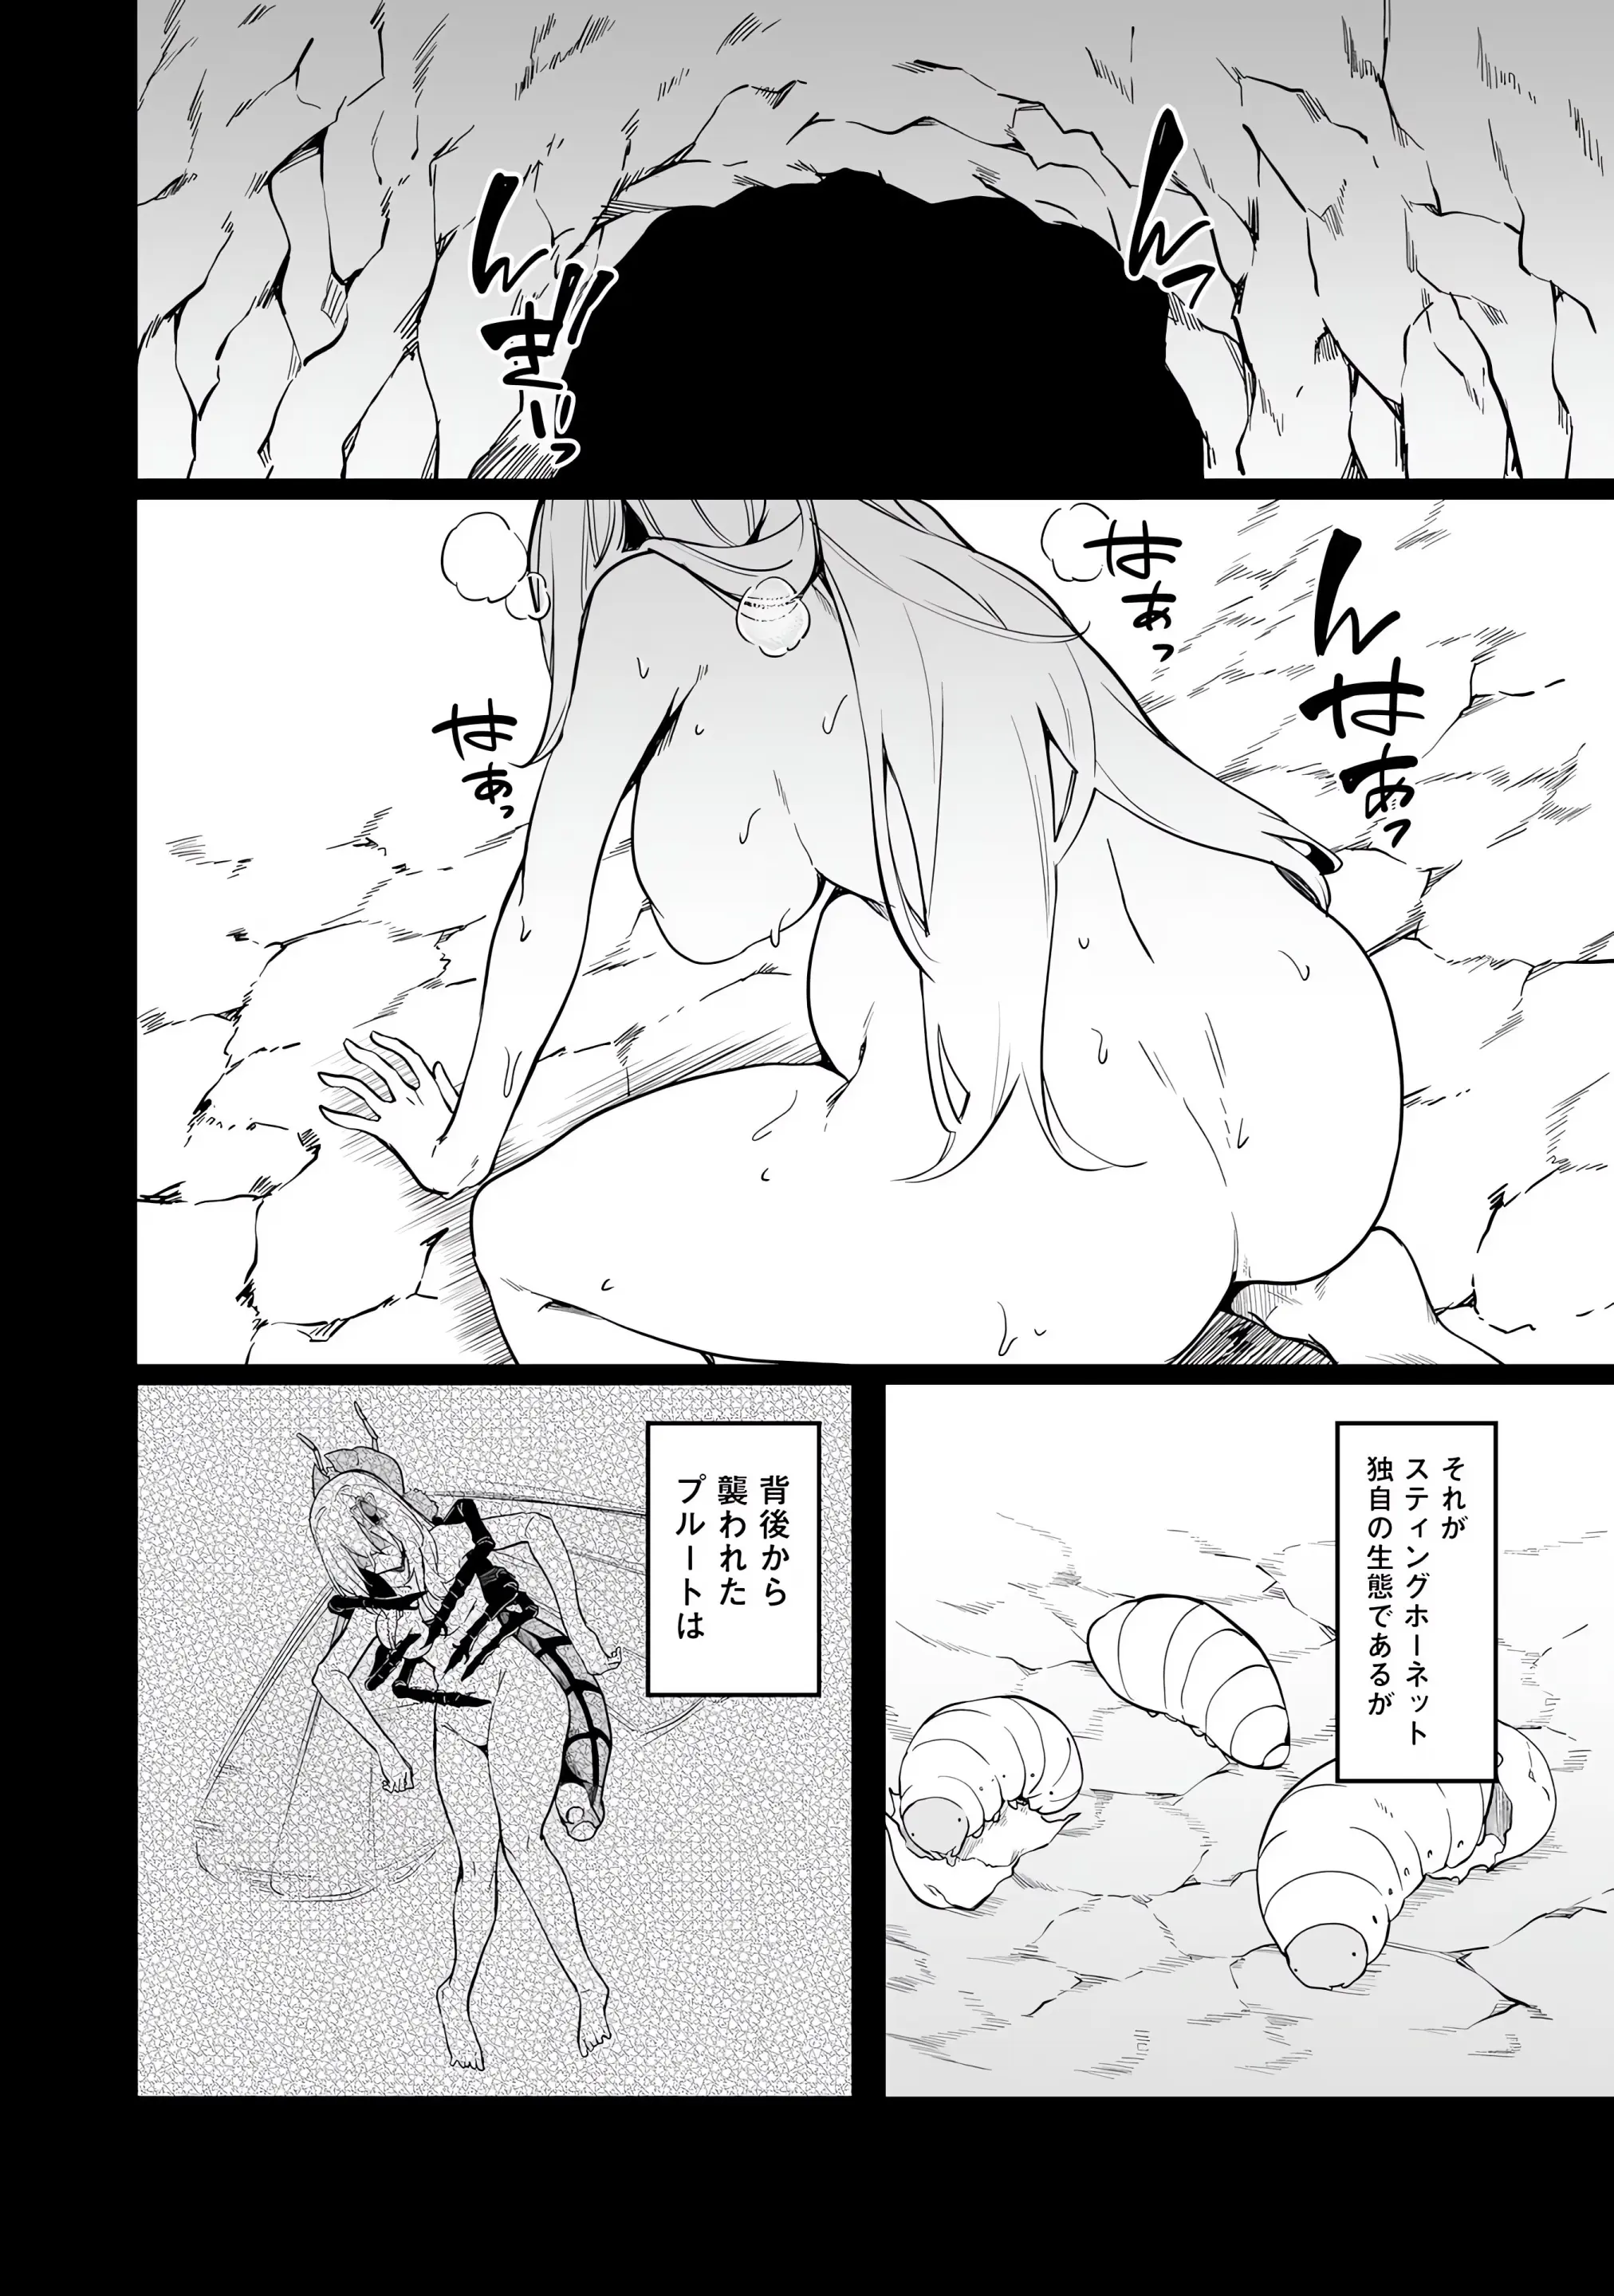 んっ
んぎいっ
んはぁっ
はぁっ
はぁっ
それが
スティングホーネット
独自の生態であるが
背後から
襲われた
プルートは